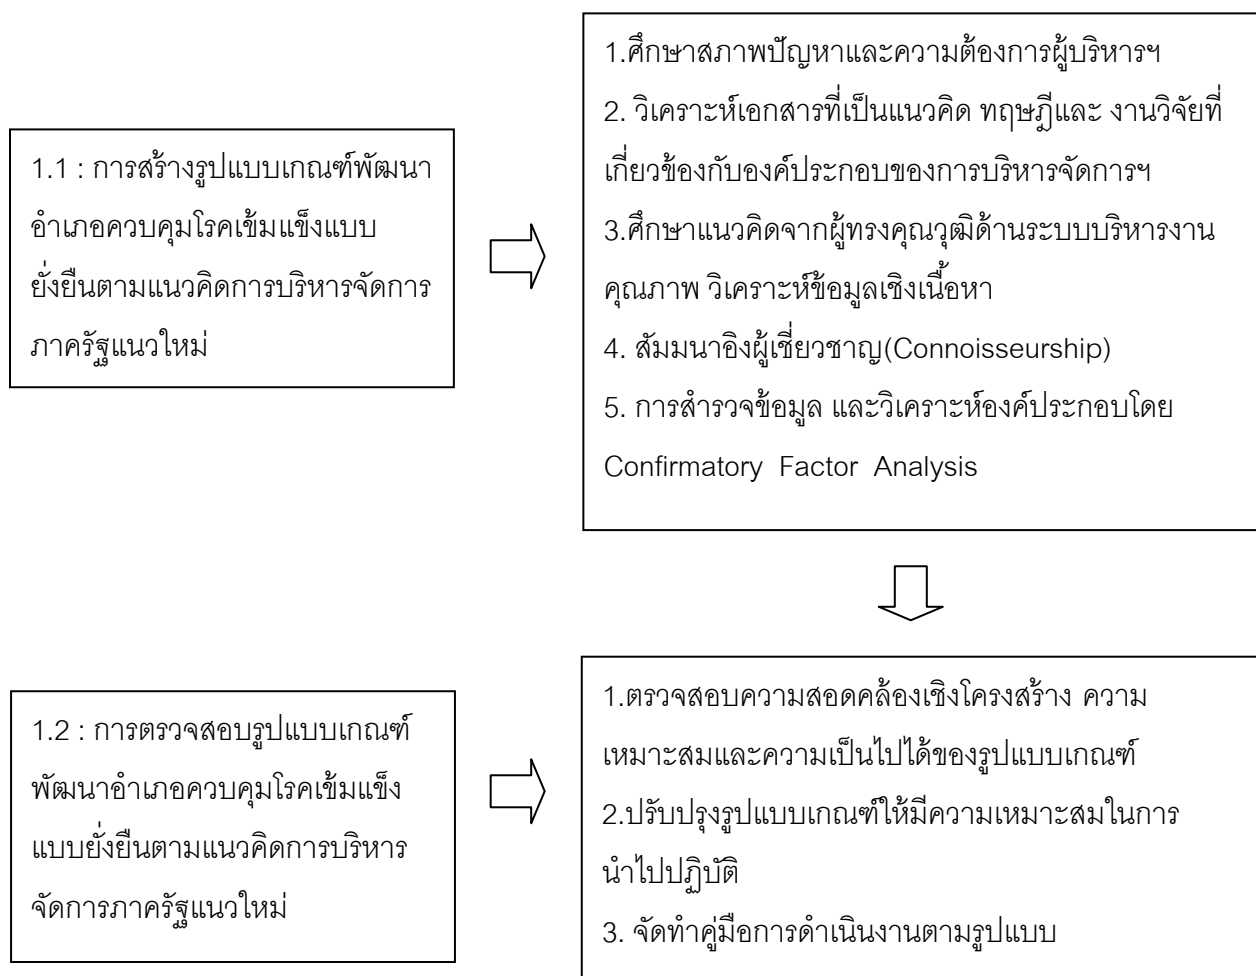 1.1 : การสร้างรูปแบบเกณฑ์พัฒนา
อำเภอควบคุมโรคเข้มแข็งแบบ
ยั่งยืนตามแนวคิดการบริหารจัดการ
ภาครัฐแนวใหม่
1.ศึกษาสภาพปัญหาและความต้องการผู้บริหารฯ
2. วิเคราะห์เอกสารที่เป็นแนวคิด ทฤษฎีและ งานวิจัยที่
เกี่ยวข้องกับองค์ประกอบของการบริหารจัดการฯ
3.ศึกษาแนวคิดจากผู้ทรงคุณวุฒิด้านระบบบริหารงาน
คุณภาพ วิเคราะห์ข้อมูลเชิงเนื้อหา
4. สัมมนาอิงผู้เชี่ยวชาญ(Connoisseurship)
5. การสำรวจข้อมูล และวิเคราะห์องค์ประกอบโดย
Confirmatory Factor Analysis
1.2 : การตรวจสอบรูปแบบเกณฑ์
พัฒนาอำเภอควบคุมโรคเข้มแข็ง
แบบยั่งยืนตามแนวคิดการบริหาร
จัดการภาครัฐแนวใหม่
1.ตรวจสอบความสอดคล้องเชิงโครงสร้าง ความ
เหมาะสมและความเป็นไปได้ของรูปแบบเกณฑ์
2.ปรับปรุงรูปแบบเกณฑ์ให้มีความเหมาะสมในการ
นำไปปฏิบัติ
3. จัดทำคู่มือการดำเนินงานตามรูปแบบ